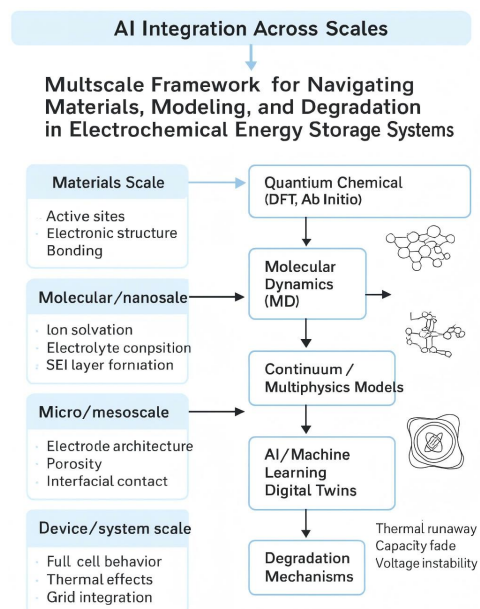 AI Integration Across Scales
Multscale Framework for Navigating
Materials, Modeling, and Degradation
in Electrochemical Energy Storage Systems
Materials Scale
Active sites
Electronic structure
Bonding
Molecular/nanosale
Ion solvation
Electrolyte conpsition
SEI layer formation
Micro/mesoscale
Electrode architecture
Porosity
Interfacial contact
Device/system scale
Full cell behavior
Thermal effects
Grid integration
Quantium Chemical
(DFT, Ab Initio)
Molecular
Dynamics
(MD)
Continuum /
Multiphysics Models
AI/Machine
Learning
Digital Twins
Degradation
Mechanisms
Thermal runaway
Capacity fade
Voltage instability